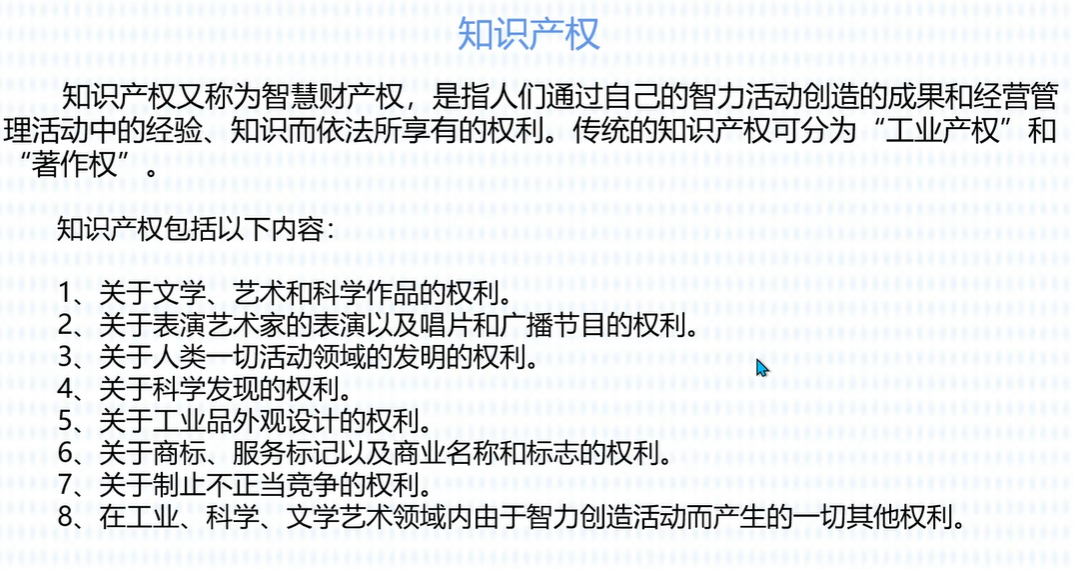 知识产权
知识产权又称为智慧财产权，是指人们通过自己的智力活动创造的成果和经营管
理活动中的经验、知识而依法所享有的权利。传统的知识产权可分为“工业产权”和
“著作权”。
知识产权包括以下内容：
1、关于文学、艺术和科学作品的权利。
2、关于表演艺术家的表演以及唱片和广播节目的权利。
3、关于人类一切活动领域的发明的权利。
4、关于科学发现的权利。
5、关于工业品外观设计的权利。
6、关于商标、服务标记以及商业名称和标志的权利。
7、关于制止不正当竞争的权利。
8、在工业、科学、文学艺术领域内由于智力创造活动而产生的一切其他权利。